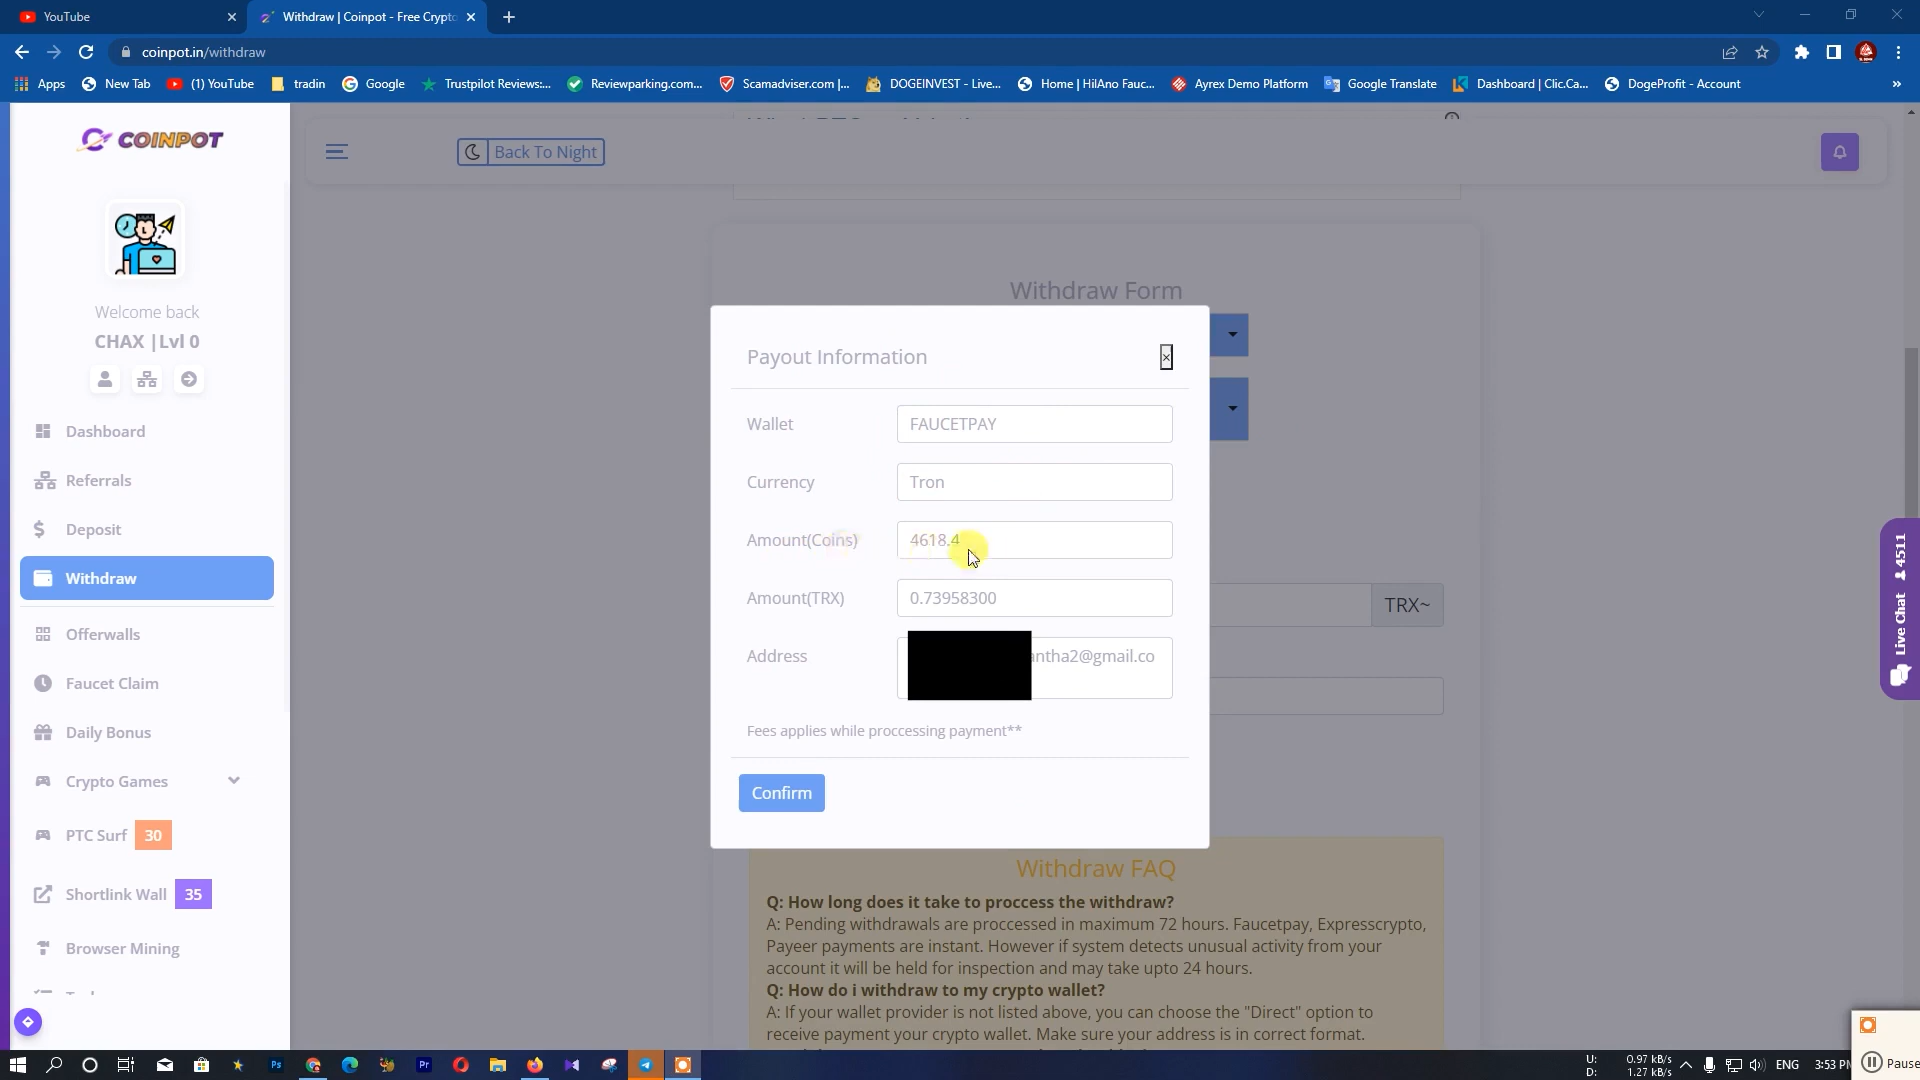 YouTube
Withdraw | Coinpot - Free Crypto
coinpot.in/withdraw
Apps
New Tab
(1) YouTube
tradin
Google
Trustpilot Reviews:...
Reviewparking.com...
Scamadviser.com |...
DOGEINVEST - Live...
Home | HilAno Fauc...
Ayrex Demo Platform
Google Translate
Dashboard | Clic.Ca...
DogeProfit - Account
COINPOT
Back To Night
Welcome back
CHAX |Lvl 0
Dashboard
Referrals
Deposit
Withdraw
Offerwalls
Faucet Claim
Daily Bonus
Crypto Games
PTC Surf 30
Shortlink Wall 35
Browser Mining
Withdraw Form
Payout Information
Wallet
FAUCETPAY
Currency
Tron
Amount(Coins)
4618.4
Amount(TRX)
0.73958300
Address
antha2@gmail.co
Fees applies while proccessing payment**
Confirm
TRX~
Live Chat 4511
Withdraw FAQ
Q: How long does it take to proccess the withdraw?
A: Pending withdrawals are proccessed in maximum 72 hours. Faucetpay, Expresscrypto,
Payeer payments are instant. However if system detects unusual activity from your
account it will be held for inspection and may take upto 24 hours.
Q: How do i withdraw to my crypto wallet?
A: If your wallet provider is not listed above, you can choose the "Direct" option to
receive payment your crypto wallet. Make sure your address is in correct format.
U: 0.97 kB/s
D: 1.27 kB/s
ENG
3:53 PM
Pause